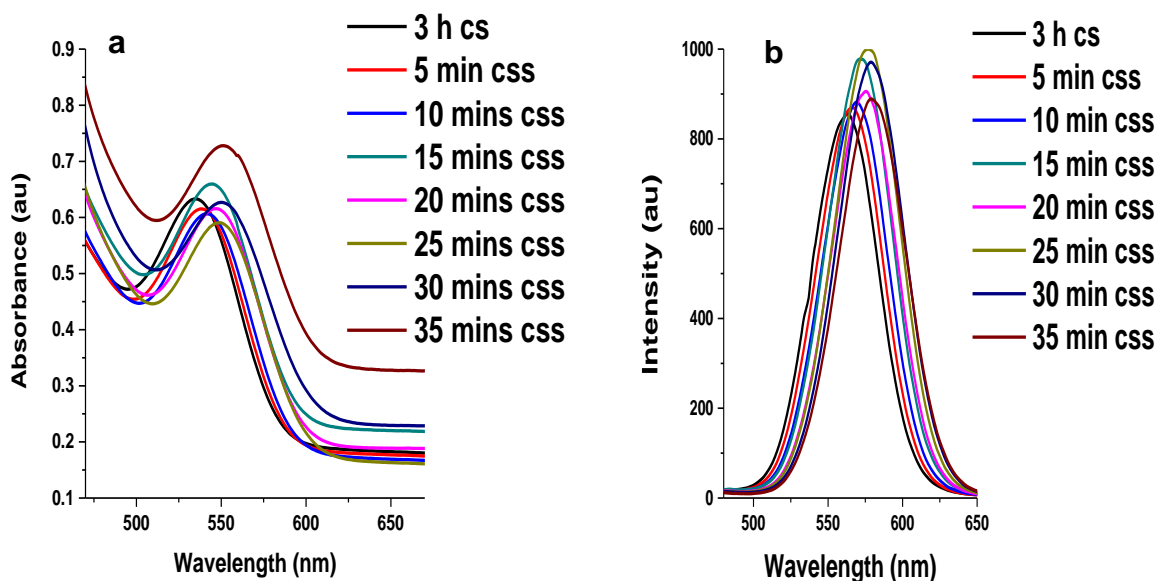 a
0.9
0.8
0.7
0.6
0.5
0.4
0.3
0.2
0.1
Absorbance (au)
500 550 600 650
Wavelength (nm)
3 h cs
5 min css
10 mins css
15 mins css
20 mins css
25 mins css
30 mins css
35 mins css
b
1000
800
600
400
200
0
Intensity (au)
500 550 600 650
Wavelength (nm)
3 h cs
5 min css
10 min css
15 min css
20 min css
25 min css
30 min css
35 min css